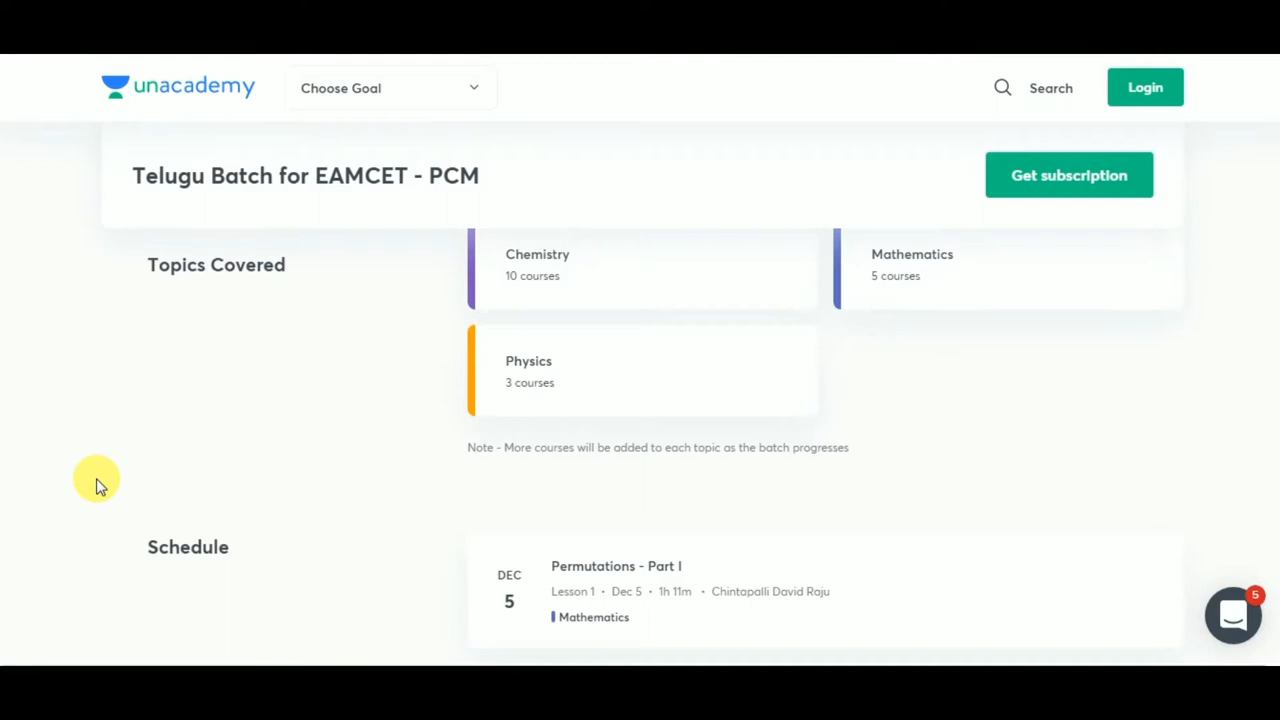 unacademy
Choose Goal
Search
Login
Telugu Batch for EAMCET - PCM
Get subscription
Topics Covered
Chemistry
10 courses
Mathematics
5 courses
Physics
3 courses
Note - More courses will be added to each topic as the batch progresses
Schedule
DEC
5
Permutations - Part I
Lesson 1 • Dec 5 • 1h 11m • Chintapalli David Raju
Mathematics
5